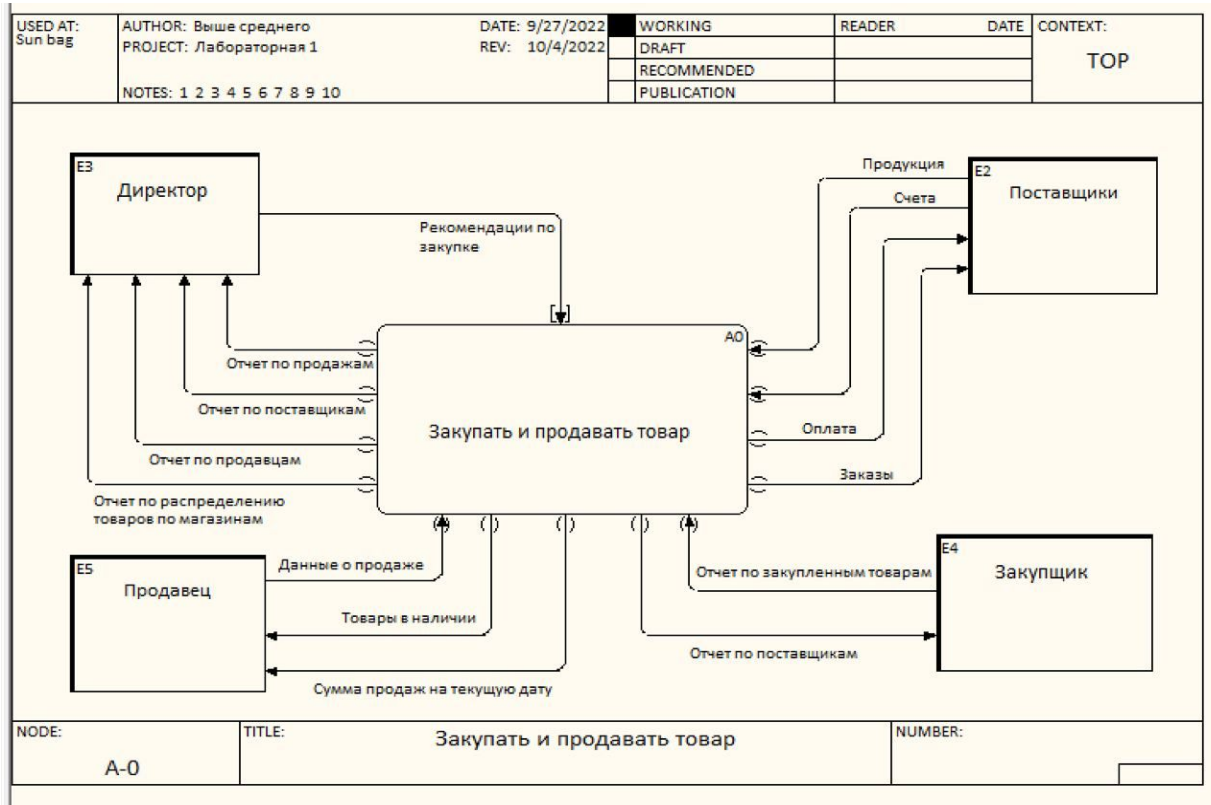 USED AT:
Sun bag
AUTHOR: Выше среднего
DATE: 9/27/2022
PROJECT: Лабораторная 1
REV: 10/4/2022
NOTES: 1 2 3 4 5 6 7 8 9 10
WORKING
DRAFT
RECOMMENDED
PUBLICATION
READER
DATE
CONTEXT:
TOP
E3
Директор
Рекомендации по
закупке
Продукция
Счета
E2
Поставщики
A0
Закупать и продавать товар
Отчет по продажам
Отчет по поставщикам
Отчет по продавцам
Отчет по распределению
товаров по магазинам
Оплата
Заказы
E5
Продавец
Данные о продаже
Товары в наличии
Сумма продаж на текущую дату
E4
Закупщик
Отчет по закупленным товарам
Отчет по поставщикам
NODE:
A-0
TITLE:
Закупать и продавать товар
NUMBER: